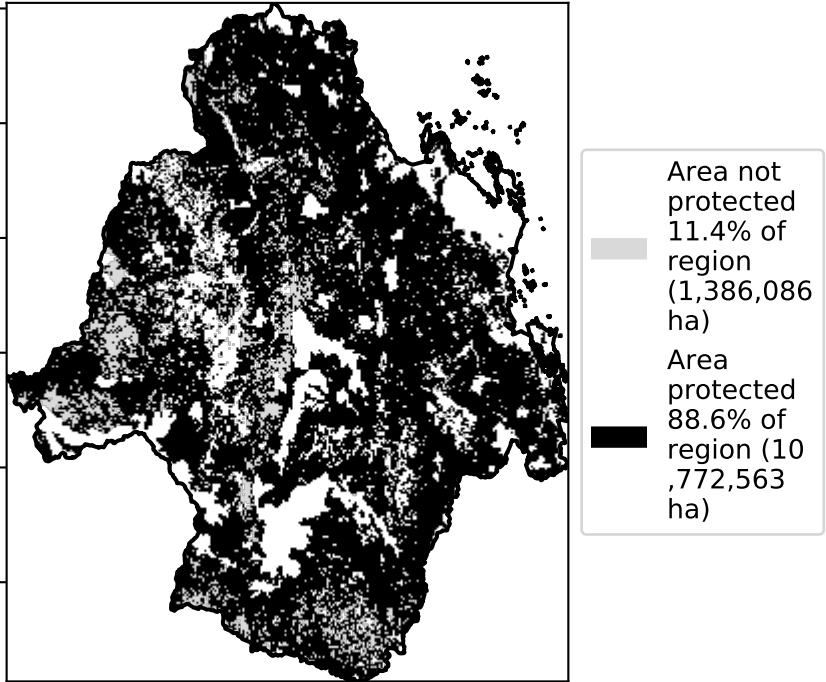 Area not
protected
11.4% of
region
(1,386,086
ha)
Area
protected
88.6% of
region (10
,772,563
ha)